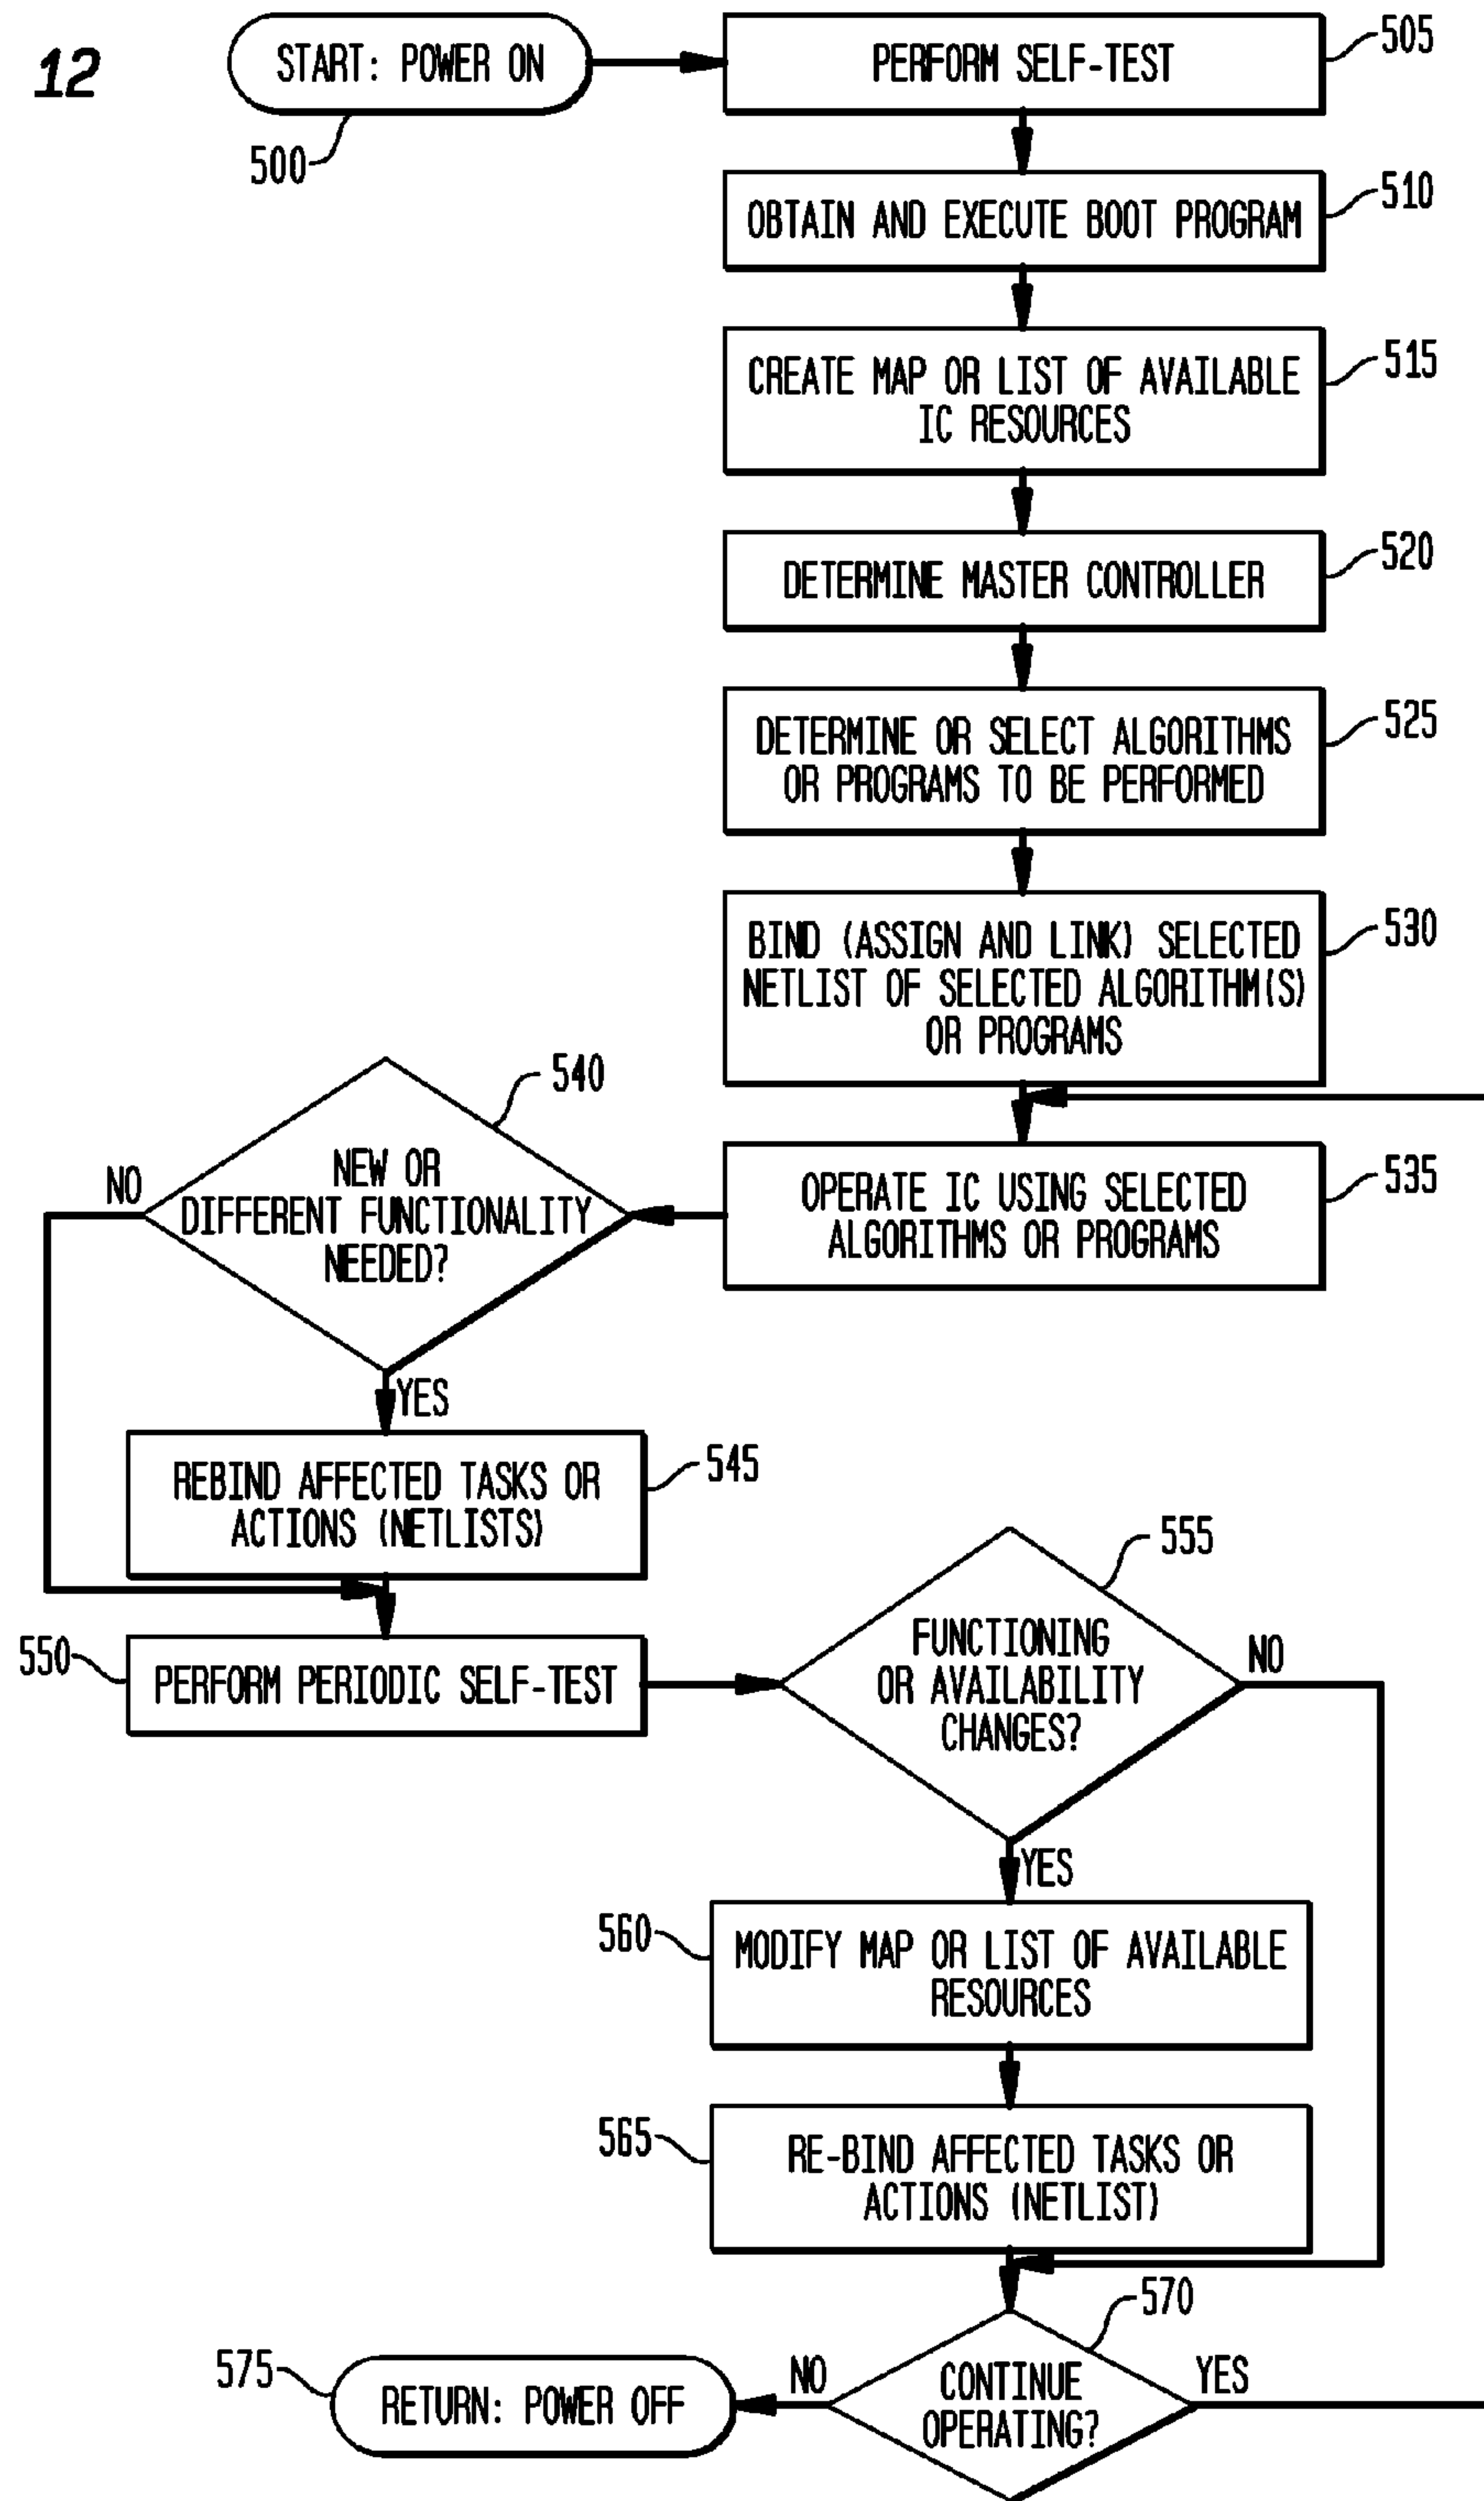 12
START: POWER ON
500
PERFORM SELF-TEST
505
OBTAIN AND EXECUTE BOOT PROGRAM
510
CREATE MAP OR LIST OF AVAILABLE
IC RESOURCES
515
DETERMINE MASTER CONTROLLER
520
DETERMINE OR SELECT ALGORITHMS
OR PROGRAMS TO BE PERFORMED
525
BIND (ASSIGN AND LINK) SELECTED
NETLIST OF SELECTED ALGORITHM(S)
OR PROGRAMS
530
OPERATE IC USING SELECTED
ALGORITHMS OR PROGRAMS
535
540
NEW OR
DIFFERENT FUNCTIONALITY
NEEDED?
NO
YES
REBIND AFFECTED TASKS OR
ACTIONS (NETLISTS)
545
550
PERFORM PERIODIC SELF-TEST
555
FUNCTIONING
OR AVAILABILITY
CHANGES?
NO
YES
560
MODIFY MAP OR LIST OF AVAILABLE
RESOURCES
565
RE-BIND AFFECTED TASKS OR
ACTIONS (NETLIST)
570
CONTINUE
OPERATING?
NO
YES
575
RETURN: POWER OFF